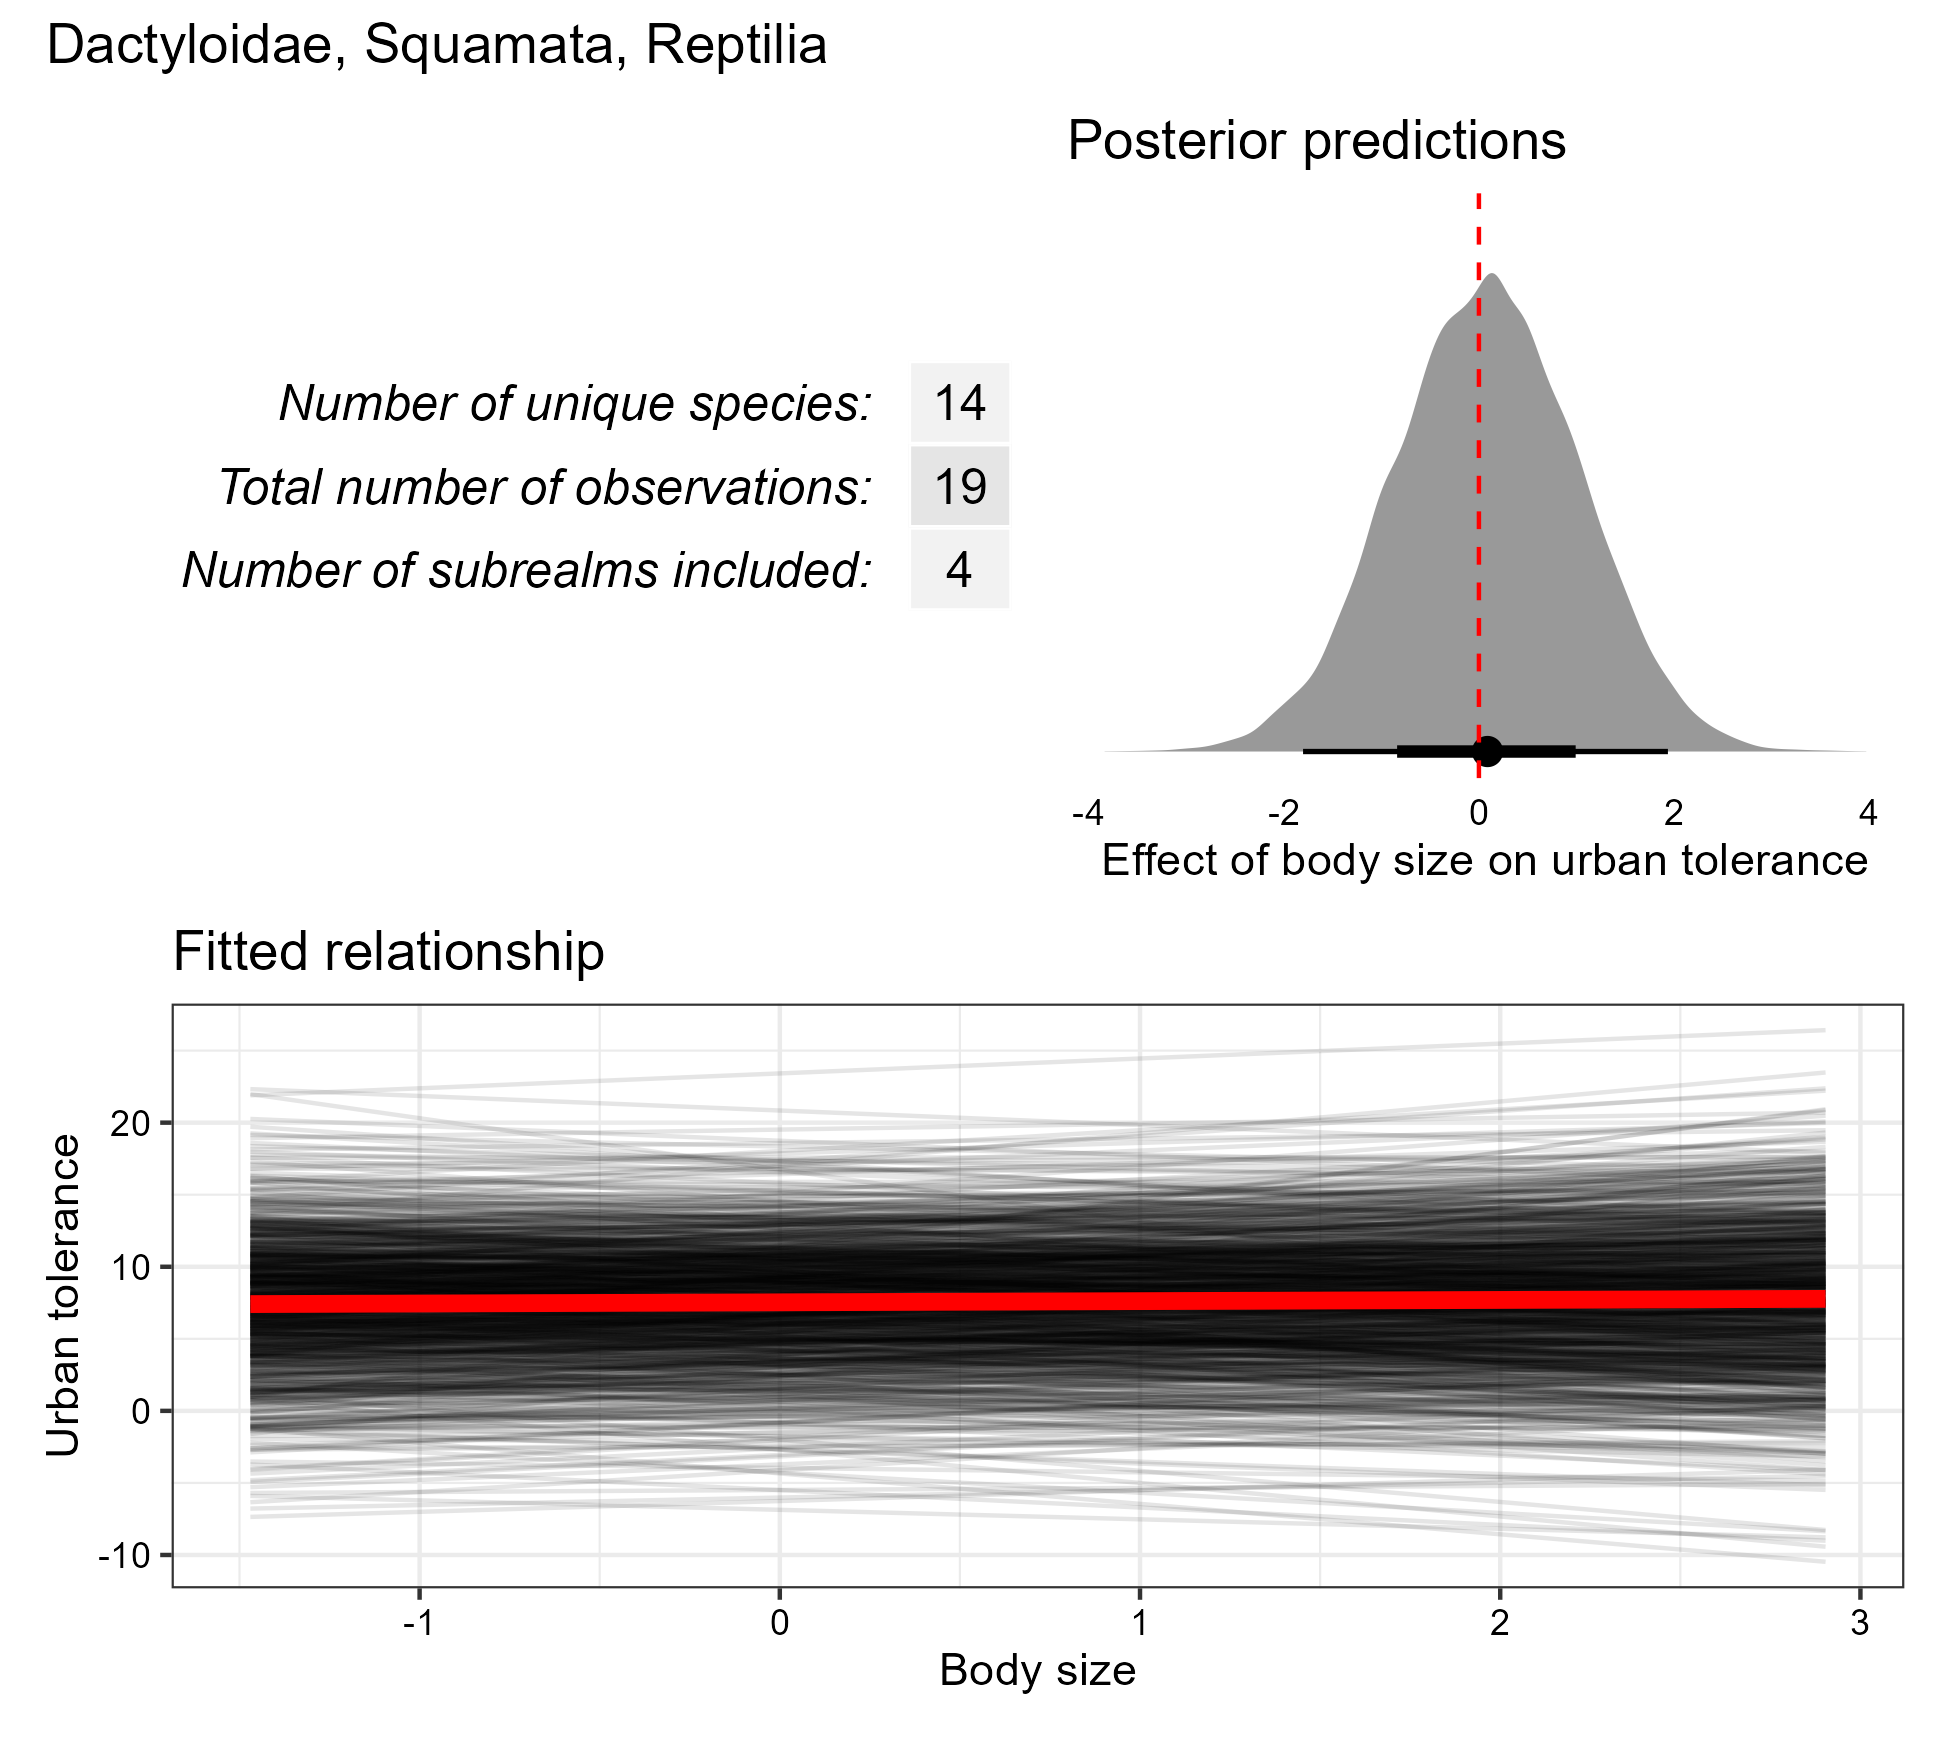 Dactyloidae, Squamata, Reptilia
Number of unique species: 14
Total number of observations: 19
Number of subrealms included: 4
Posterior predictions
-4 -2 0 2 4
Effect of body size on urban tolerance
Fitted relationship
Urban tolerance
20
10
0
-10
-1 0 1 2 3
Body size